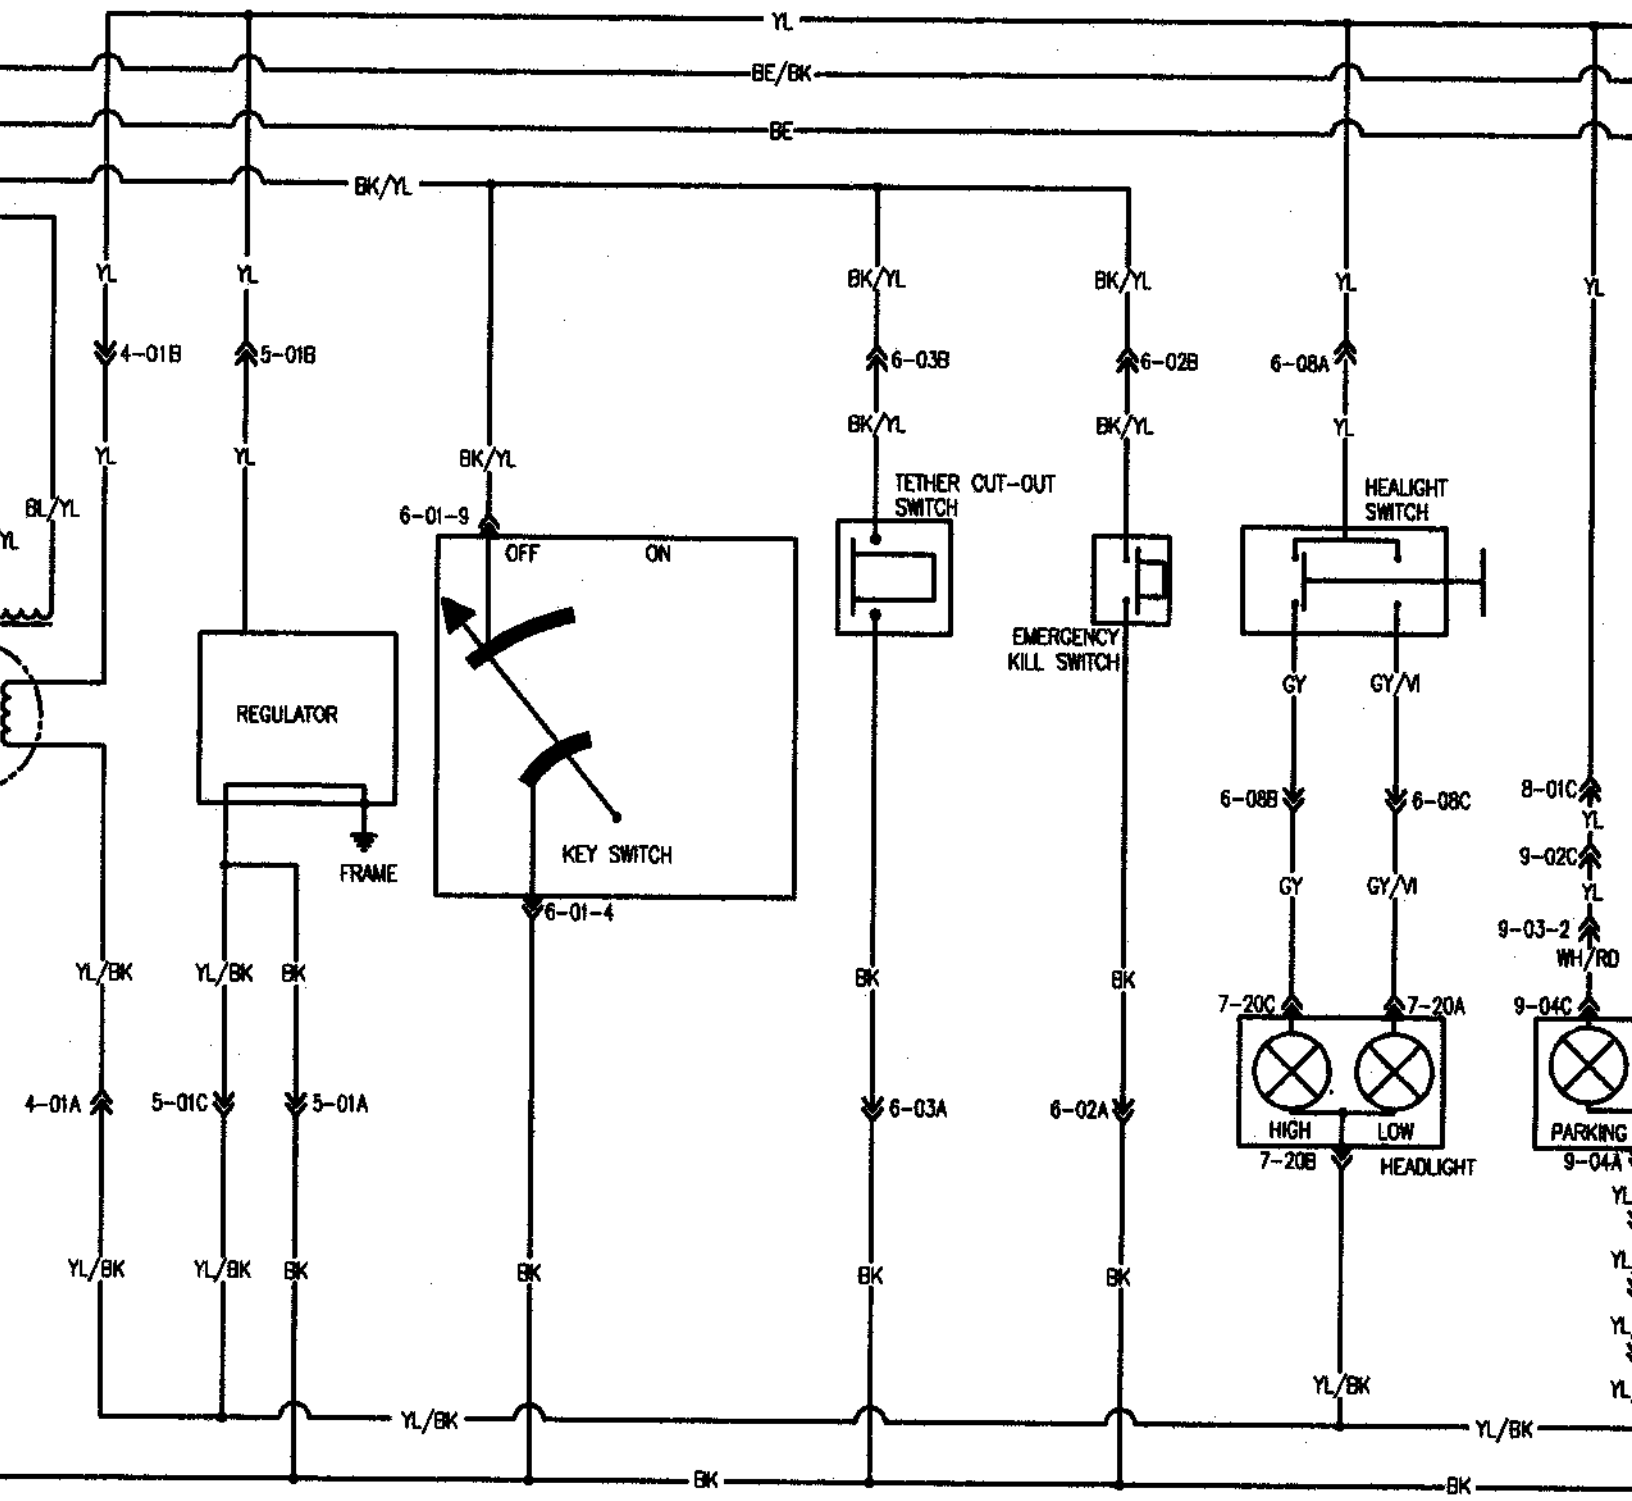 YL
BE/BK
BE
BK/YL
YL
YL
BK/YL
BK/YL
YL
YL
4-01B
5-01B
6-03B
6-02B
6-08A
YL
YL
BK/YL
BK/YL
BK/YL
YL
BL/YL
YL
TETHER CUT-OUT
SWITCH
HEALIGHT
SWITCH
6-01-9
OFF
ON
EMERGENCY
KILL SWITCH
GY
GY/VI
REGULATOR
8-01C
6-08B
6-08C
YL
KEY SWITCH
9-02C
FRAME
GY
GY/VI
YL
6-01-4
9-03-2
WH/RD
YL/BK
YL/BK
BK
BK
BK
7-20C
7-20A
9-04C
4-01A
5-01C
5-01A
6-03A
6-02A
HIGH
LOW
PARKING
7-20B
HEADLIGHT
9-04A
YL
YL
YL/BK
YL/BK
BK
BK
BK
BK
YL
YL/BK
YL
YL/BK
YL/BK
BK
BK